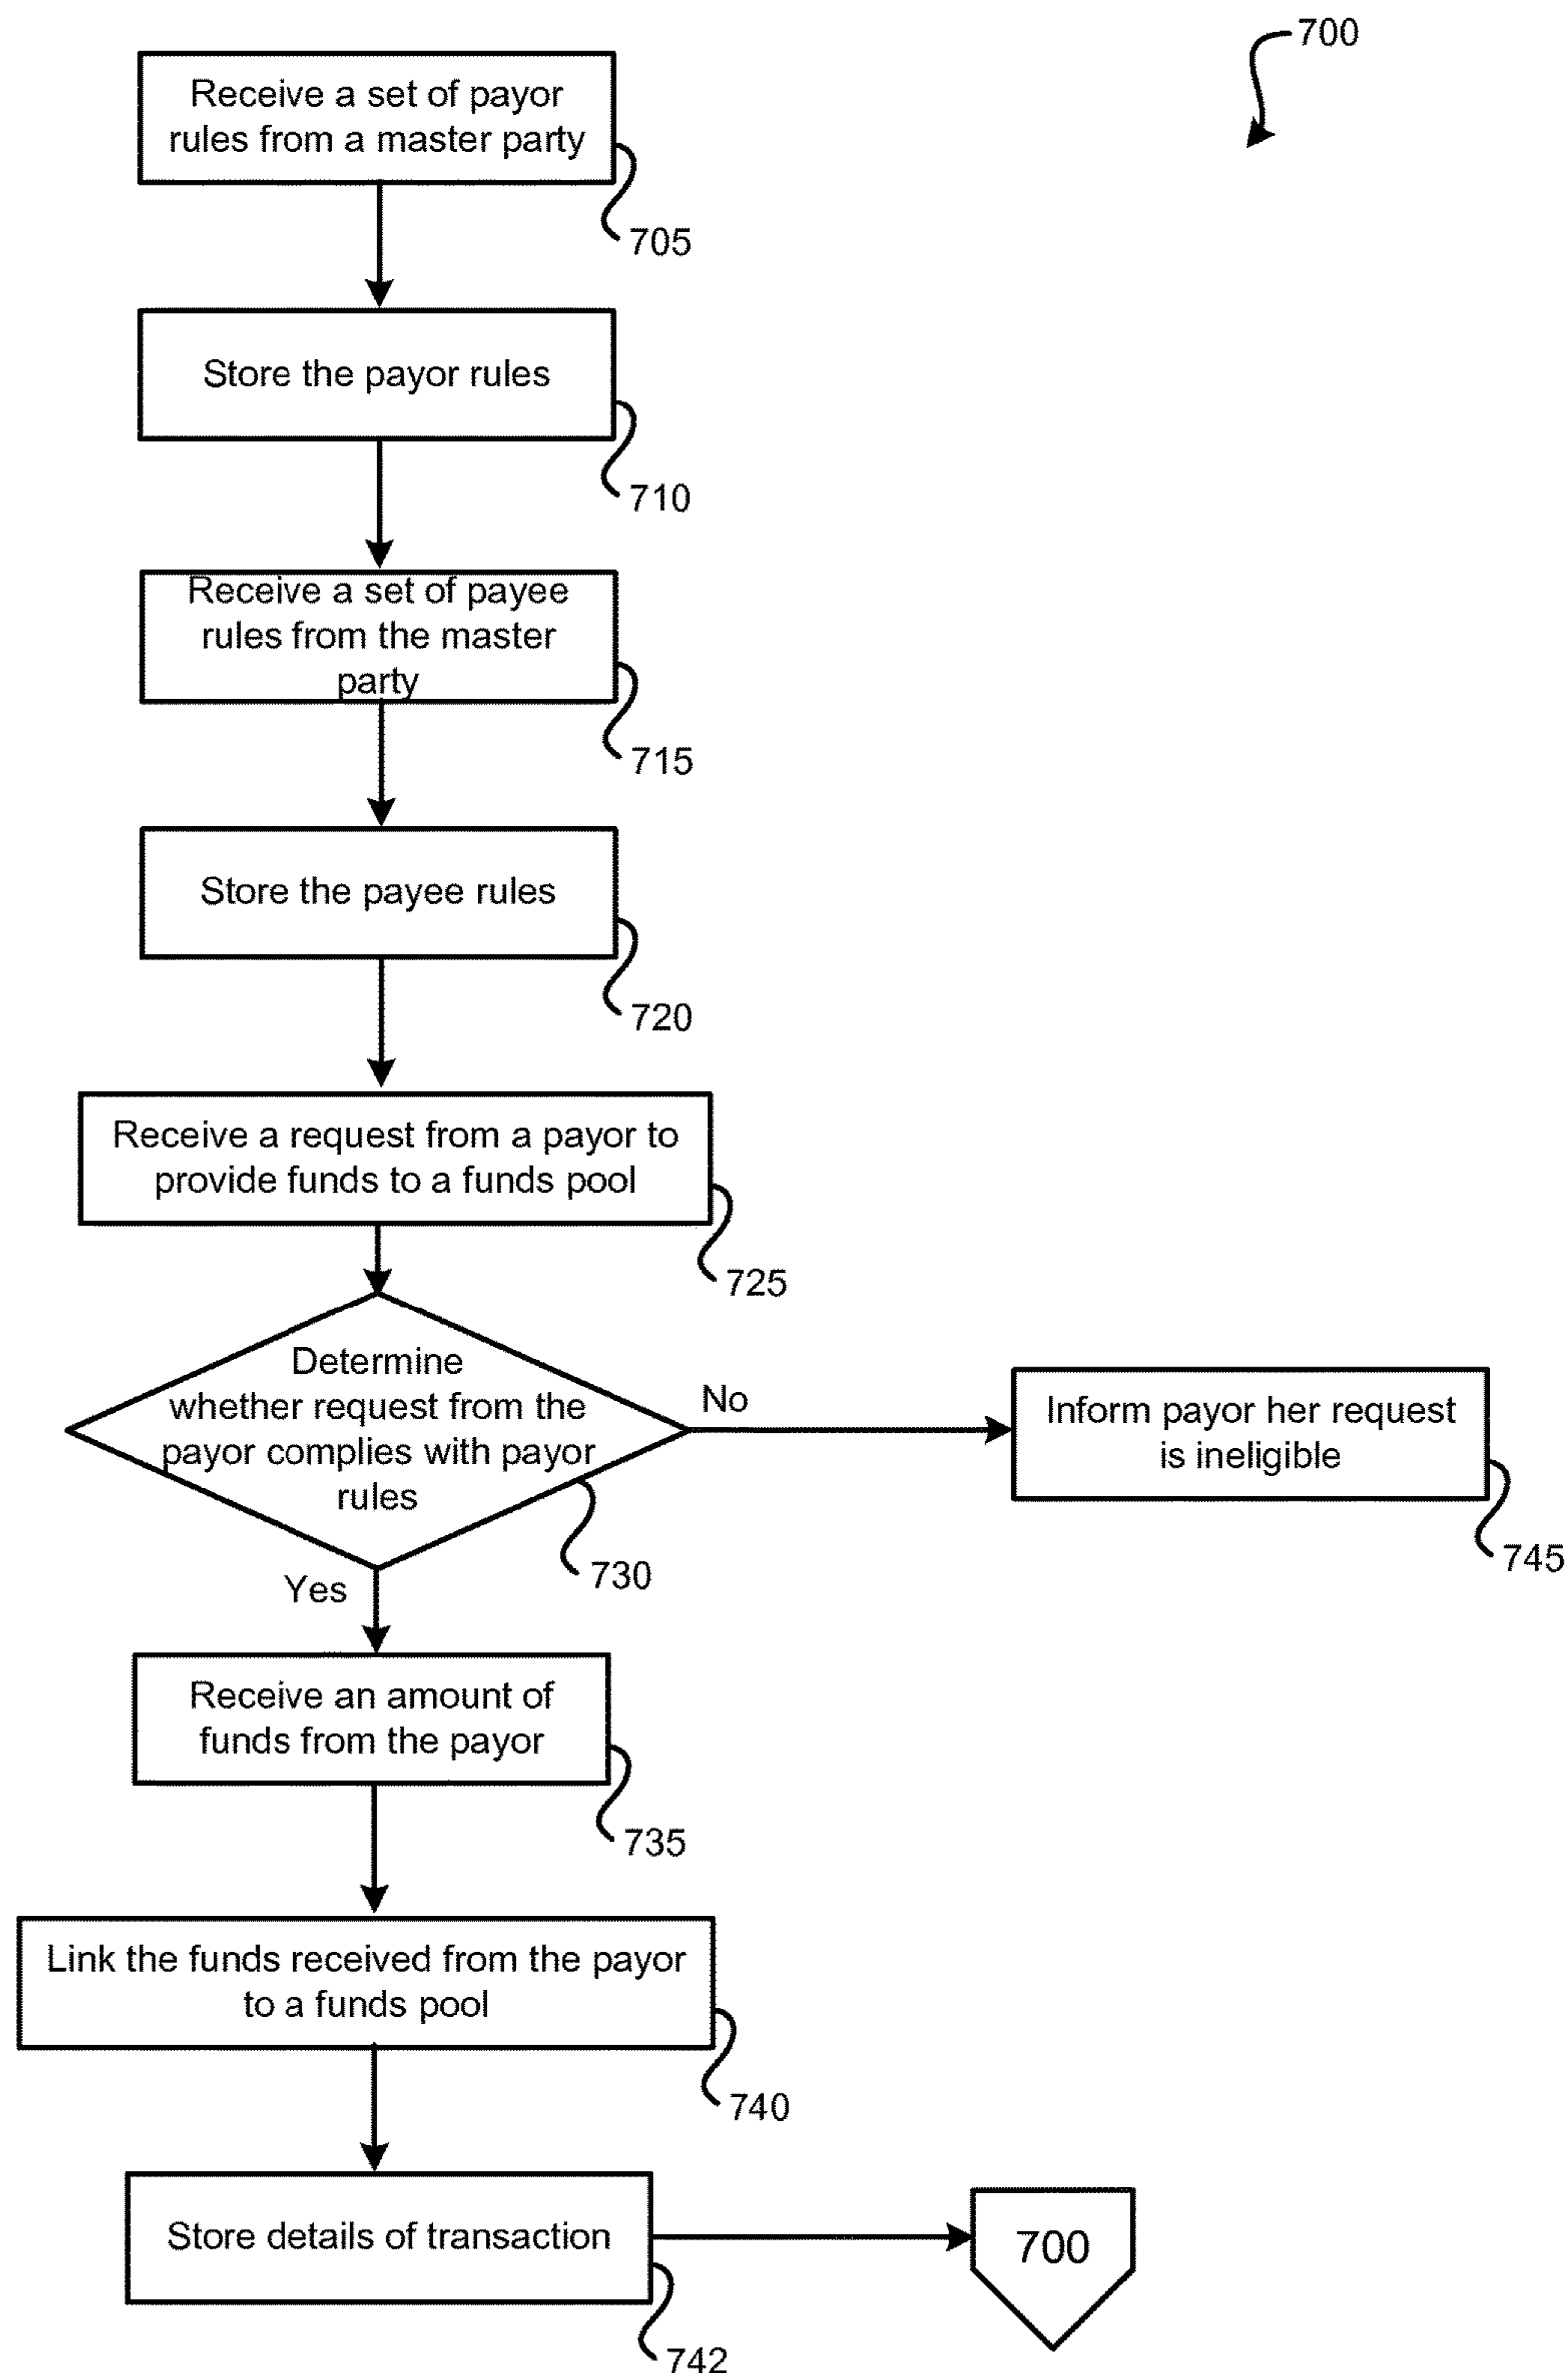 700
Receive a set of payor
rules from a master party
705
Store the payor rules
710
Receive a set of payee
rules from the master
party
715
Store the payee rules
720
Receive a request from a payor to
provide funds to a funds pool
725
Determine
whether request from the
payor complies with payor
rules
730
No
Inform payor her request
is ineligible
745
Yes
Receive an amount of
funds from the payor
735
Link the funds received from the payor
to a funds pool
740
Store details of transaction
742
700